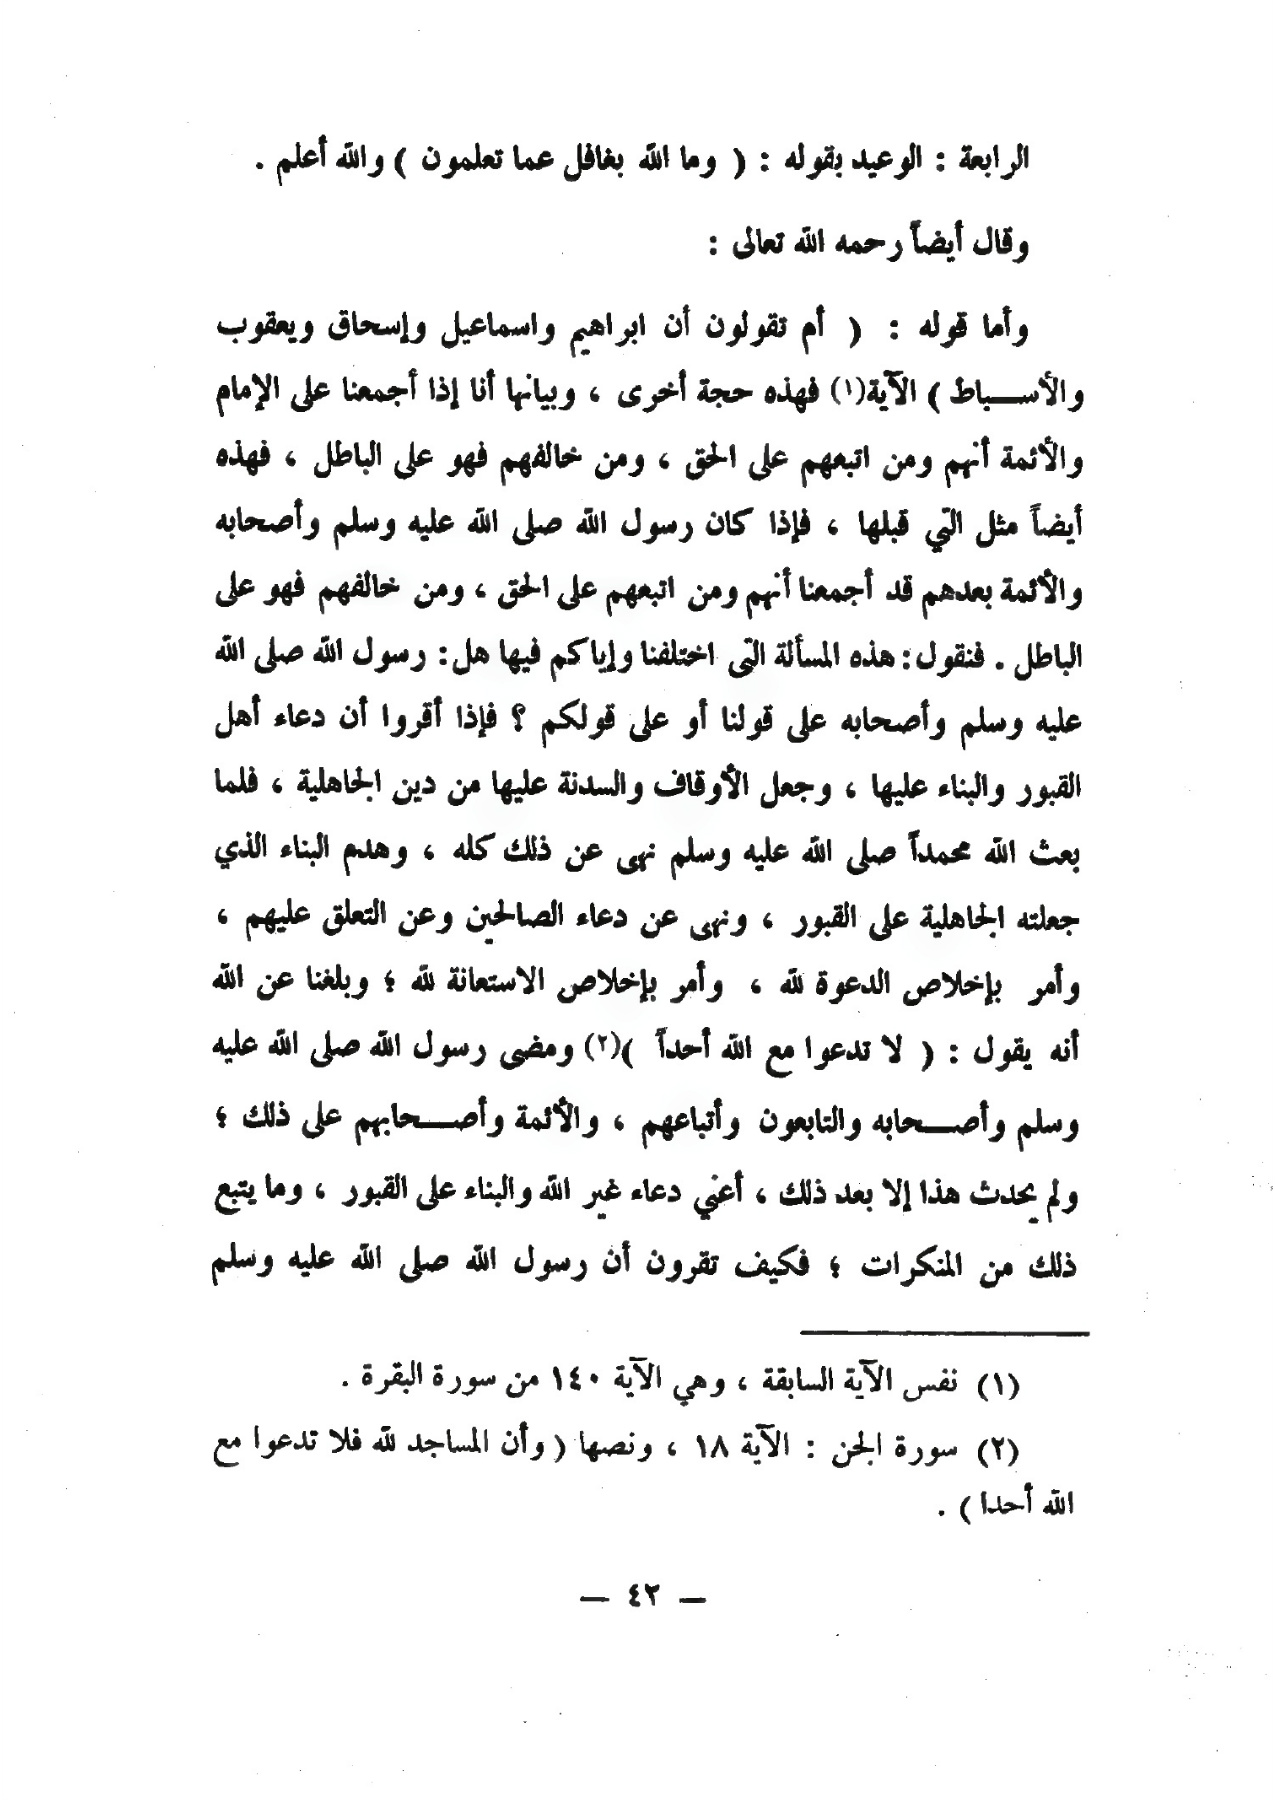 الرابعة : الوعيد بقوله : ( وما الله بغافل عما تعلمون ) والله أعلم .
وقال أيضاً رحمه الله تعالى :
وأما قوله : ( أم تقولون أن ابراهيم واسماعيل وإسحاق ويعقوب
والأســباط ) الآية(١) فهذه حجة أخرى ، وبيانها أنا إذا أجمعنا على الإمام
والأئمة أنهم ومن اتبعهم على الحق ، ومن خالفهم فهو على الباطل ، فهذه
أيضاً مثل التي قبلها ، فإذا كان رسول الله صلى الله عليه وسلم وأصحابه
والأئمة بعدهم قد أجمعنا أنهم ومن اتبعهم على الحق ، ومن خالفهم فهو على
الباطل . فنقول : هذه المسألة التى اختلفنا وإياكم فيها هل : رسول الله صلى الله
عليه وسلم وأصحابه على قولنا أو على قولكم ؟ فإذا أقروا أن دعاء أهل
القبور والبناء عليها ، وجعل الأوقاف والسدنة عليها من دين الجاهلية ، فلما
بعث الله محمداً صلى الله عليه وسلم نهى عن ذلك كله ، وهدم البناء الذي
جعلته الجاهلية على القبور ، ونهى عن دعاء الصالحين وعن التعلق عليهم ،
وأمر بإخلاص الدعوة لله ، وأمر بإخلاص الاستعانة لله ؛ وبلغنا عن الله
أنه يقول : ( لا تدعوا مع الله أحداً )(٢) ومضى رسول الله صلى الله عليه
وسلم وأصــحابه والتابعون وأتباعهم ، والأئمة وأصــحابهم على ذلك ؛
ولم يحدث هذا إلا بعد ذلك ، أعني دعاء غير الله والبناء على القبور ، وما يتبع
ذلك من المنكرات ؛ فكيف تقرون أن رسول الله صلى الله عليه وسلم
(١) نفس الآية السابقة ، وهي الآية ١٤٠ من سورة البقرة .
(٢) سورة الجن : الآية ١٨ ، ونصها ( وأن المساجد لله فلا تدعوا مع
الله أحدا ) .
— ٤٢ —